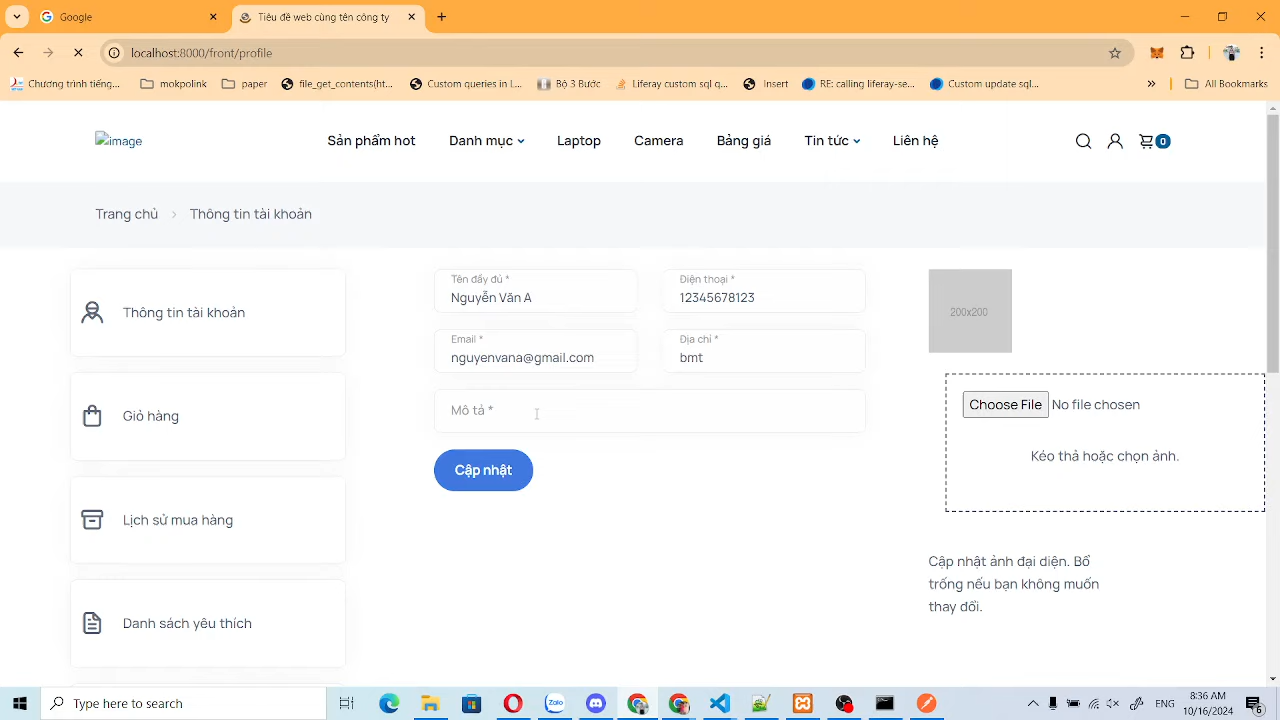 Google
Tiêu đề web cùng tên công ty
localhost:8000/front/profile
Chương trình tiếng...
mokpolink
paper
file_get_contents(ht...
Custom queries in L...
Bộ 3 Bước
Liferay custom sql q...
Insert
RE: calling liferay-se...
Custom update sql...
All Bookmarks
image
Sản phẩm hot
Danh mục
Laptop
Camera
Bảng giá
Tin tức
Liên hệ
0
Trang chủ
Thông tin tài khoản
Thông tin tài khoản
Giỏ hàng
Lịch sử mua hàng
Danh sách yêu thích
Tên đầy đủ *
Nguyễn Văn A
Điện thoại *
12345678123
Email *
nguyenvana@gmail.com
Địa chỉ *
bmt
Mô tả *
Cập nhật
200x200
Choose File No file chosen
Kéo thả hoặc chọn ảnh.
Cập nhật ảnh đại diện. Bổ
trống nếu bạn không muốn
thay đổi.
Type here to search
Zalo
ENG
8:36 AM
10/16/2024
6